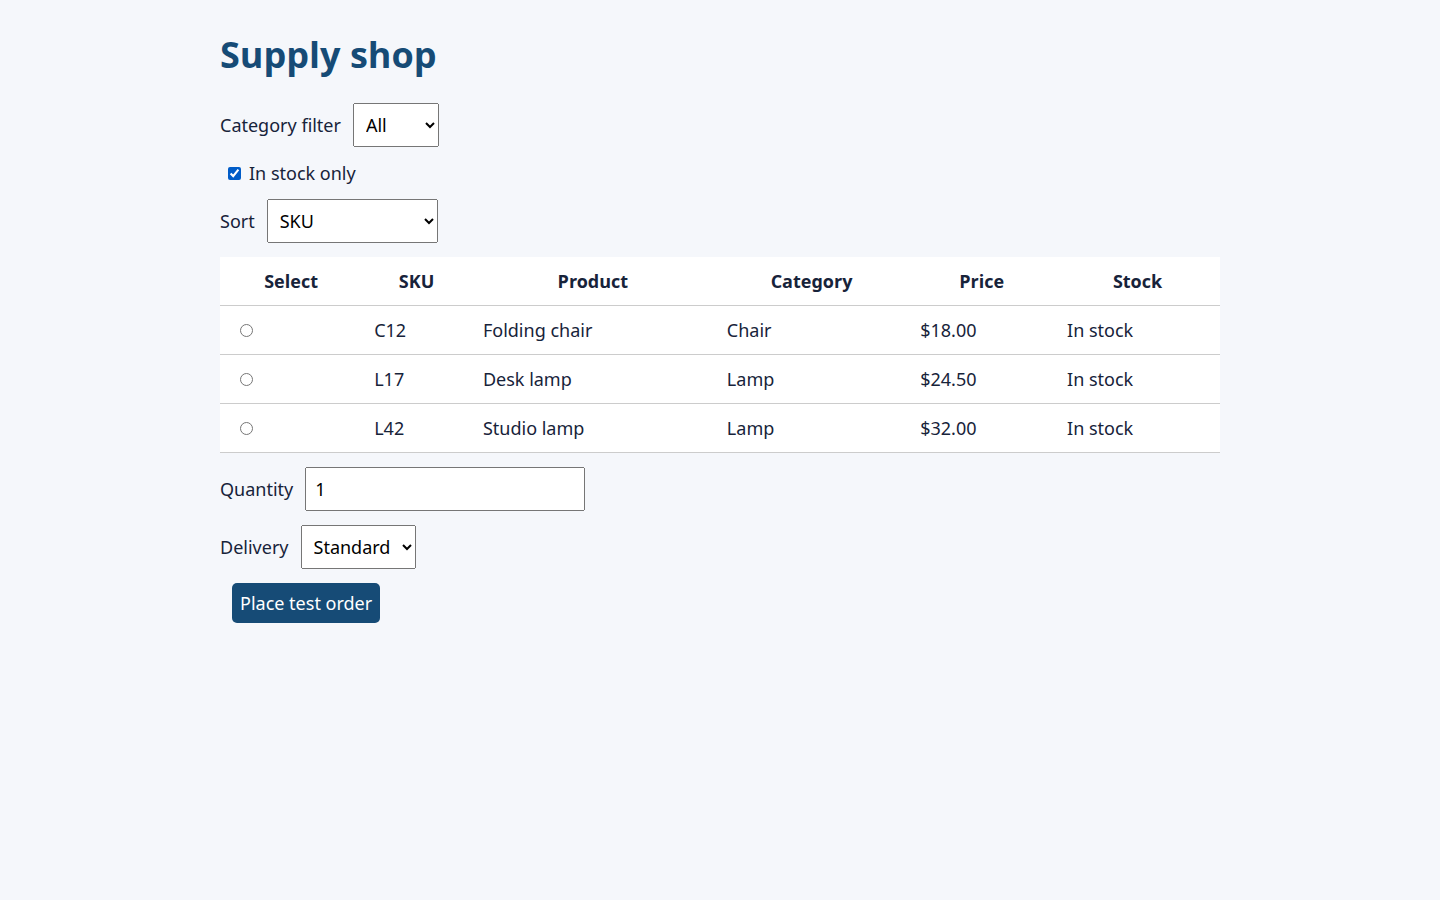 Supply shop
Category filter All
In stock only
Sort SKU
Select SKU Product Category Price Stock
C12 Folding chair Chair $18.00 In stock
L17 Desk lamp Lamp $24.50 In stock
L42 Studio lamp Lamp $32.00 In stock
Quantity 1
Delivery Standard
Place test order